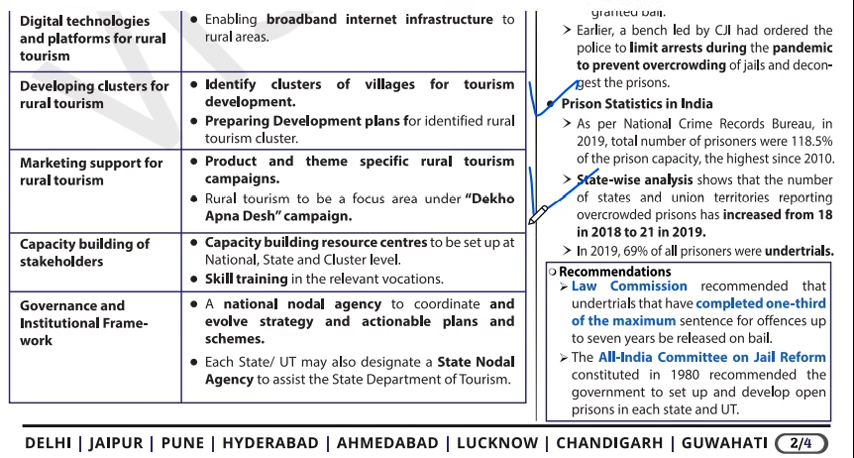 Digital technologies
and platforms for rural
tourism
● Enabling broadband internet infrastructure to
rural areas.
Developing clusters for
rural tourism
● Identify clusters of villages for tourism
development.
● Preparing Development plans for identified rural
tourism cluster.
Marketing support for
rural tourism
● Product and theme specific rural tourism
campaigns.
● Rural tourism to be a focus area under "Dekho
Apna Desh" campaign.
Capacity building of
stakeholders
● Capacity building resource centres to be set up at
National, State and Cluster level.
● Skill training in the relevant vocations.
Governance and
Institutional Frame-
work
● A national nodal agency to coordinate and
evolve strategy and actionable plans and
schemes.
● Each State/ UT may also designate a State Nodal
Agency to assist the State Department of Tourism.
granted bail.
➤ Earlier, a bench led by CJI had ordered the
police to limit arrests during the pandemic
to prevent overcrowding of jails and decon-
gest the prisons.
● Prison Statistics in India
➤ As per National Crime Records Bureau, in
2019, total number of prisoners were 118.5%
of the prison capacity, the highest since 2010.
➤ State-wise analysis shows that the number
of states and union territories reporting
overcrowded prisons has increased from 18
in 2018 to 21 in 2019.
➤ In 2019, 69% of all prisoners were undertrials.
○ Recommendations
➤ Law Commission recommended that
undertrials that have completed one-third
of the maximum sentence for offences up
to seven years be released on bail.
➤ The All-India Committee on Jail Reform
constituted in 1980 recommended the
government to set up and develop open
prisons in each state and UT.
DELHI | JAIPUR | PUNE | HYDERABAD | AHMEDABAD | LUCKNOW | CHANDIGARH | GUWAHATI 2/4